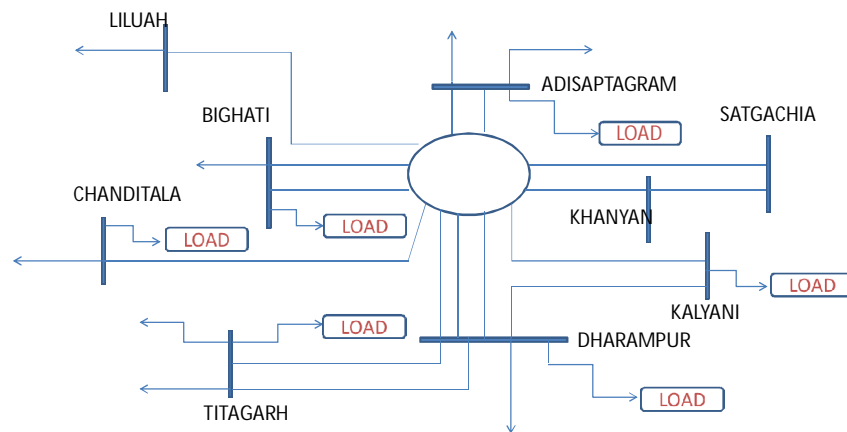 LILUAH
ADISAPTAGRAM
BIGHATI
LOAD
SATGACHIA
CHANDITALA
LOAD
LOAD
KHANYAN
LOAD
KALYANI
LOAD
DHARAMPUR
TITAGARH
LOAD